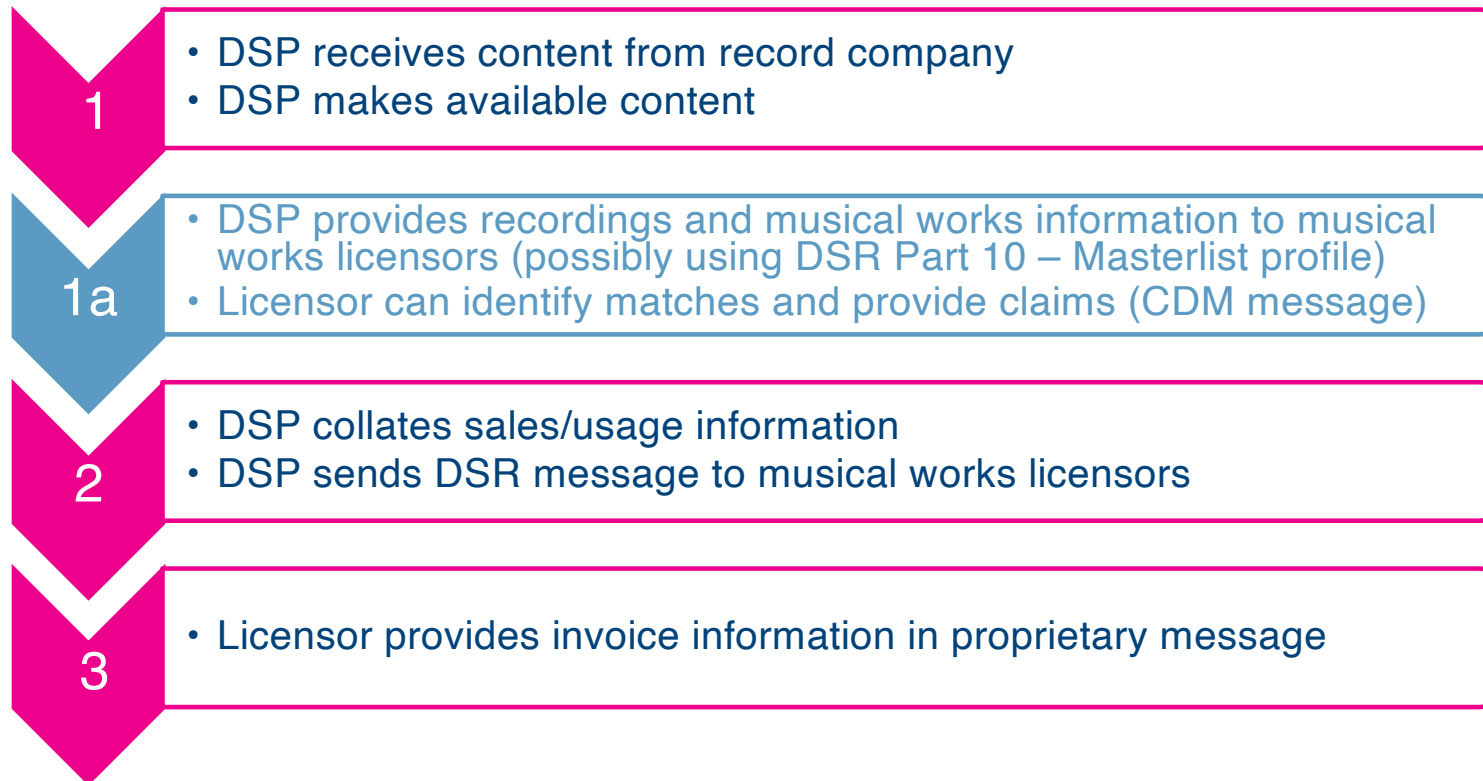 1
• DSP receives content from record company
• DSP makes available content
1a
• DSP provides recordings and musical works information to musical
works licensors (possibly using DSR Part 10 – Masterlist profile)
• Licensor can identify matches and provide claims (CDM message)
2
• DSP collates sales/usage information
• DSP sends DSR message to musical works licensors
3
• Licensor provides invoice information in proprietary message